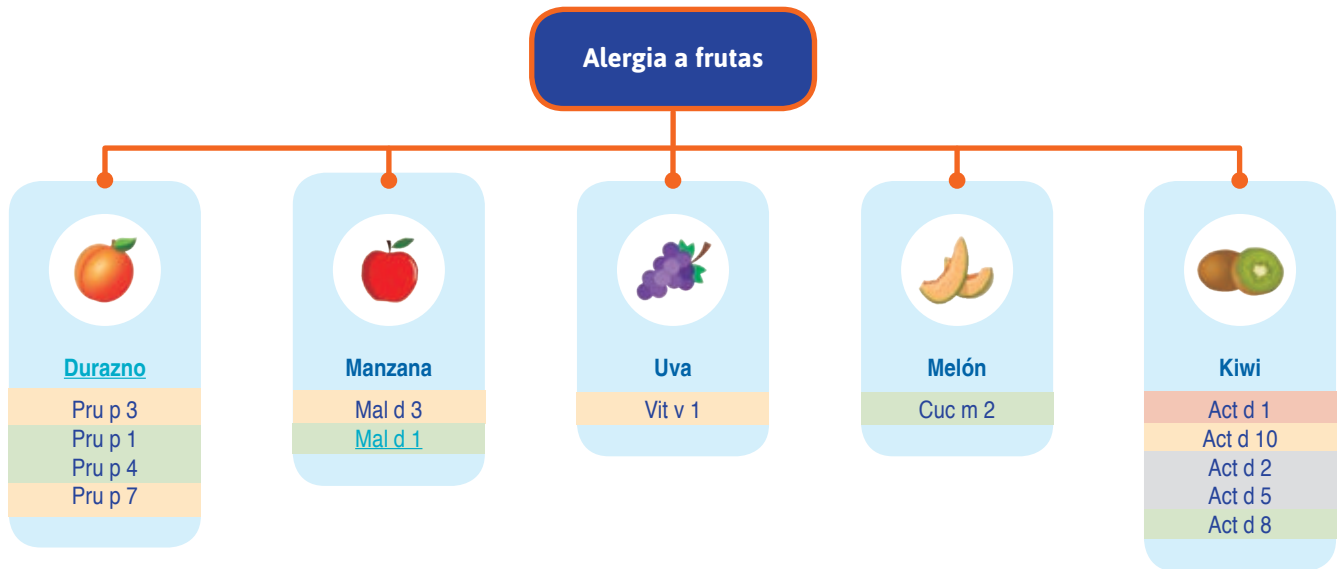 Alergia a frutas
Durazno
Pru p 3
Pru p 1
Pru p 4
Pru p 7
Manzana
Mal d 3
Mal d 1
Uva
Vit v 1
Melón
Cuc m 2
Kiwi
Act d 1
Act d 10
Act d 2
Act d 5
Act d 8